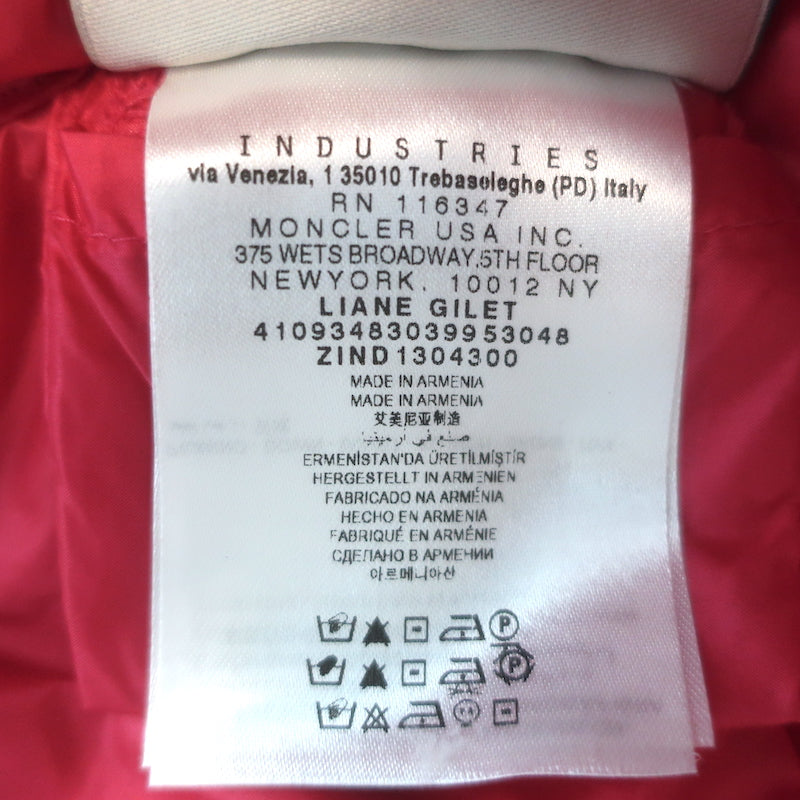 INDUSTRIES
via Venezia, 1 35010 Trebaseleghe (PD) Italy
RN 116347
MONCLER USA INC.
375 WETS BROADWAY.5TH FLOOR
NEWYORK. 10012 NY
LIANE GILET
41093483039953048
ZIND1304300
MADE IN ARMENIA
MADE IN ARMENIA
艾美尼亚制造
صنع في ارمينيا
ERMENİSTAN'DA ÜRETİLMİŞTİR
HERGESTELLT IN ARMENIEN
FABRICADO NA ARMÉNIA
HECHO EN ARMENIA
FABRIQUÉ EN ARMÉNIE
СДЕЛАНО В АРМЕНИИ
아르메니아산
P
P